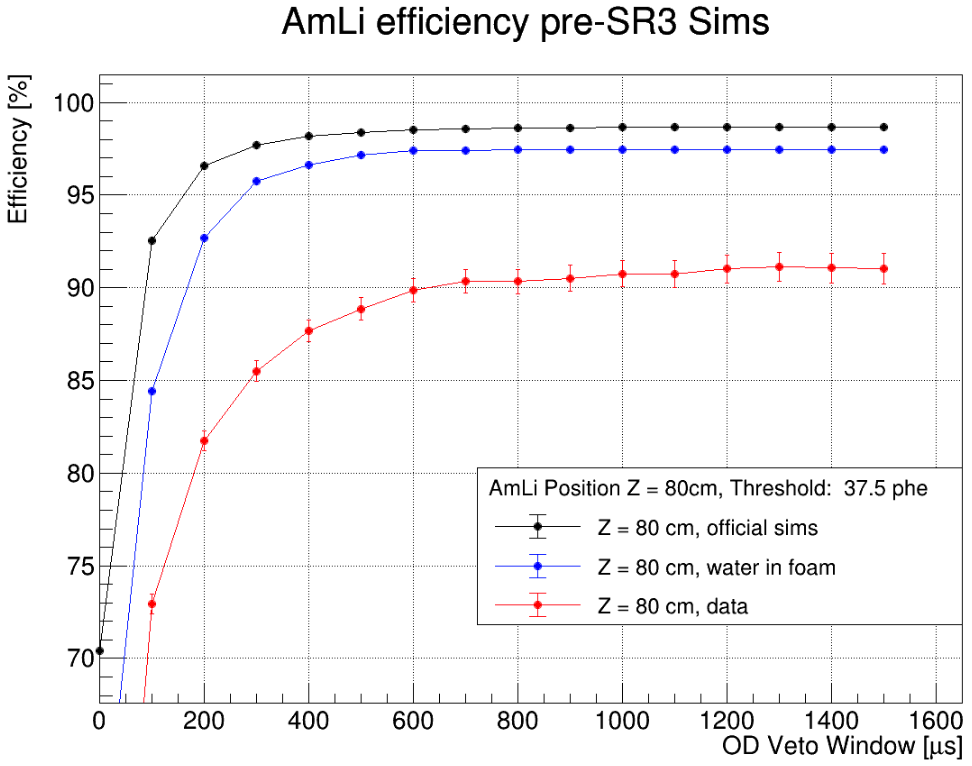 AmLi efficiency pre-SR3 Sims
Efficiency [%]
100
95
90
85
80
75
70
AmLi Position Z = 80cm, Threshold: 37.5 phe
Z = 80 cm, official sims
Z = 80 cm, water in foam
Z = 80 cm, data
0 200 400 600 800 1000 1200 1400 1600
OD Veto Window [μs]